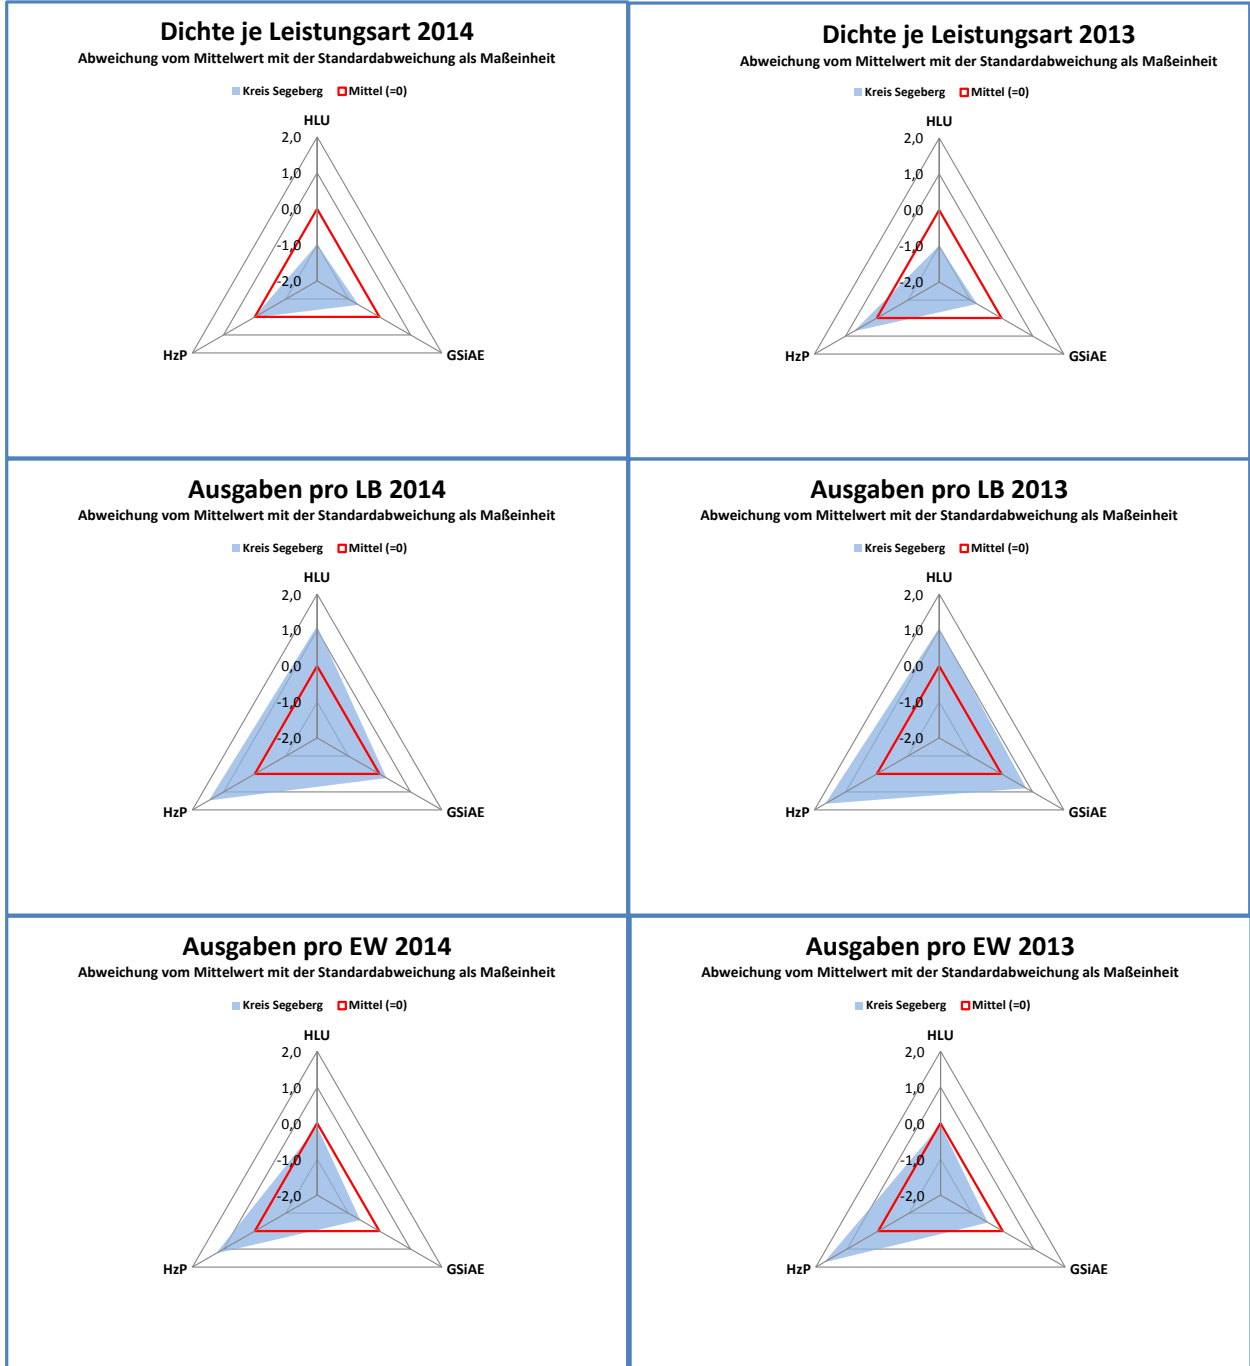 Dichte je Leistungsart 2014
Abweichung vom Mittelwert mit der Standardabweichung als Maßeinheit
Kreis Segeberg Mittel (=0)
HLU
2,0
1,0
0,0
-1,0
-2,0
HzP
GSiAE
Dichte je Leistungsart 2013
Abweichung vom Mittelwert mit der Standardabweichung als Maßeinheit
Kreis Segeberg Mittel (=0)
HLU
2,0
1,0
0,0
-1,0
-2,0
HzP
GSiAE
Ausgaben pro LB 2014
Abweichung vom Mittelwert mit der Standardabweichung als Maßeinheit
Kreis Segeberg Mittel (=0)
HLU
2,0
1,0
0,0
-1,0
-2,0
HzP
GSiAE
Ausgaben pro LB 2013
Abweichung vom Mittelwert mit der Standardabweichung als Maßeinheit
Kreis Segeberg Mittel (=0)
HLU
2,0
1,0
0,0
-1,0
-2,0
HzP
GSiAE
Ausgaben pro EW 2014
Abweichung vom Mittelwert mit der Standardabweichung als Maßeinheit
Kreis Segeberg Mittel (=0)
HLU
2,0
1,0
0,0
-1,0
-2,0
HzP
GSiAE
Ausgaben pro EW 2013
Abweichung vom Mittelwert mit der Standardabweichung als Maßeinheit
Kreis Segeberg Mittel (=0)
HLU
2,0
1,0
0,0
-1,0
-2,0
HzP
GSiAE